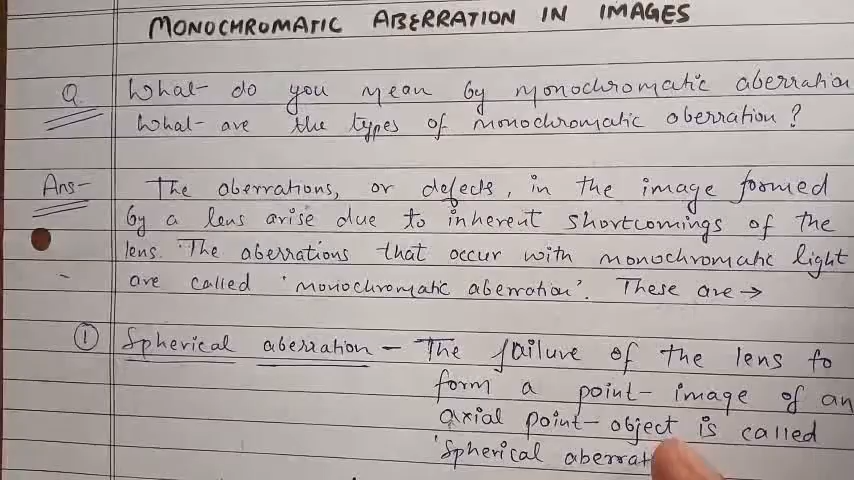 MONOCHROMATIC ABERRATION IN IMAGES
Q. What do you mean by monochromatic aberration
What are the types of monochromatic aberration?
Ans- The aberrations, or defects, in the image formed
by a lens arise due to inherent shortcomings of the
lens. The aberrations that occur with monochromatic light
are called 'monochromatic aberration'. These are →
① Spherical aberration - The failure of the lens to
form a point-image of an
axial point-object is called
'Spherical aberrat